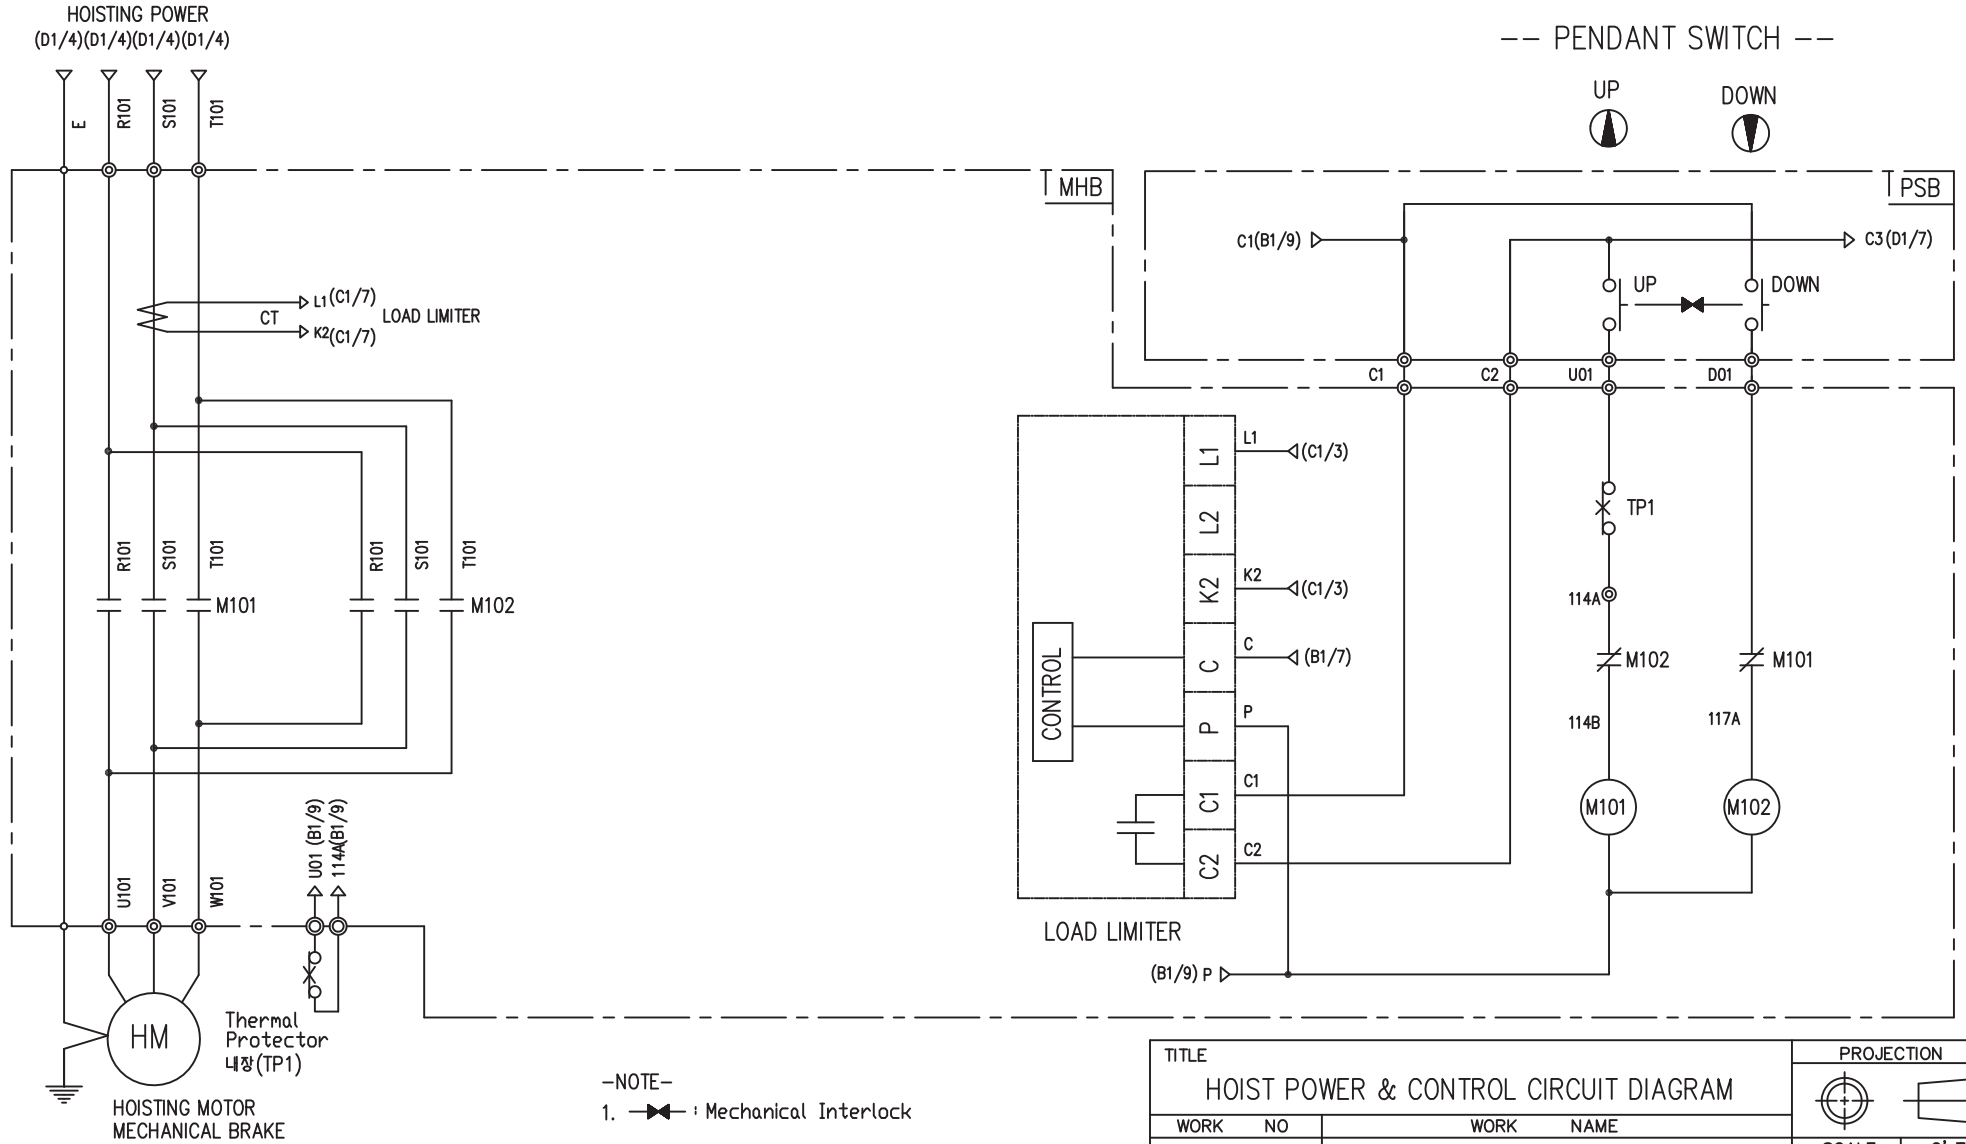 HOISTING POWER
(D1/4)(D1/4)(D1/4)(D1/4)
E
R101
S101
T101
-- PENDANT SWITCH --
UP
DOWN
MHB
PSB
C1(B1/9)
C3(D1/7)
UP
DOWN
L1(C1/7)
CT
LOAD LIMITER
K2(C1/7)
C1
C2
U01
D01
L1
L1
(C1/3)
L2
K2
K2
(C1/3)
C
C
(B1/7)
P
P
C1
C1
C2
C2
CONTROL
LOAD LIMITER
(B1/9) P
TP1
114A
M102
M101
114B
117A
M101
M102
R101
S101
T101
M101
R101
S101
T101
M102
U101
V101
W101
U01 (B1/9)
114A(B1/9)
HM
Thermal
Protector
내장(TP1)
HOISTING MOTOR
MECHANICAL BRAKE
-NOTE-
1. : Mechanical Interlock
TITLE
HOIST POWER & CONTROL CIRCUIT DIAGRAM
PROJECTION
WORK NO
WORK NAME